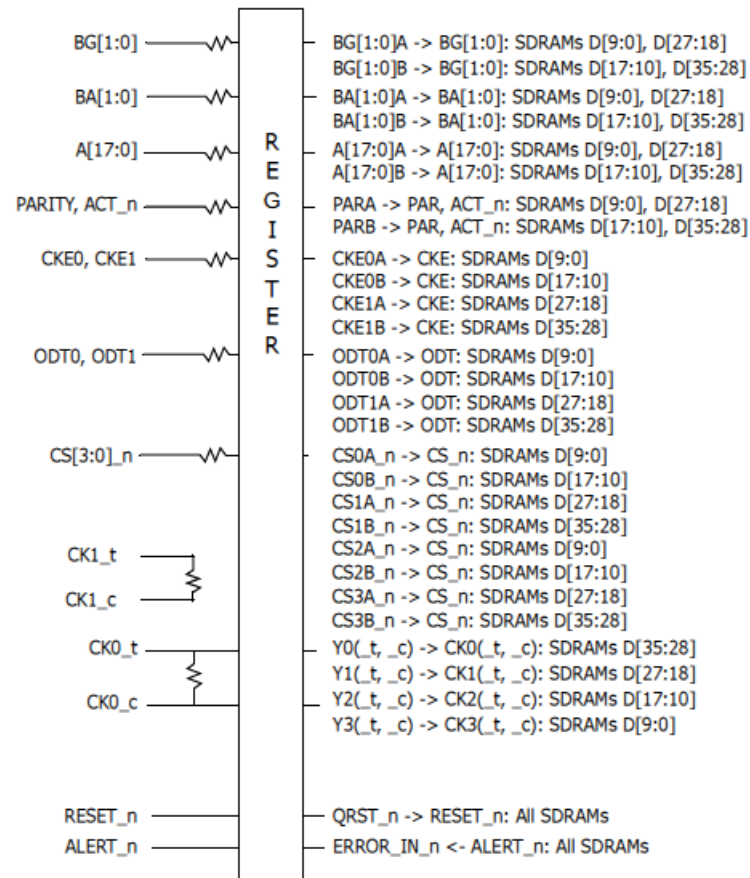 BG[1:0]
BG[1:0]A -> BG[1:0]: SDRAMs D[9:0], D[27:18]
BG[1:0]B -> BG[1:0]: SDRAMs D[17:10], D[35:28]
BA[1:0]
BA[1:0]A -> BA[1:0]: SDRAMs D[9:0], D[27:18]
BA[1:0]B -> BA[1:0]: SDRAMs D[17:10], D[35:28]
A[17:0]
A[17:0]A -> A[17:0]: SDRAMs D[9:0], D[27:18]
A[17:0]B -> A[17:0]: SDRAMs D[17:10], D[35:28]
PARITY, ACT_n
PARA -> PAR, ACT_n: SDRAMs D[9:0], D[27:18]
PARB -> PAR, ACT_n: SDRAMs D[17:10], D[35:28]
CKE0, CKE1
CKE0A -> CKE: SDRAMs D[9:0]
CKE0B -> CKE: SDRAMs D[17:10]
CKE1A -> CKE: SDRAMs D[27:18]
CKE1B -> CKE: SDRAMs D[35:28]
ODT0, ODT1
ODT0A -> ODT: SDRAMs D[9:0]
ODT0B -> ODT: SDRAMs D[17:10]
ODT1A -> ODT: SDRAMs D[27:18]
ODT1B -> ODT: SDRAMs D[35:28]
CS[3:0]_n
CS0A_n -> CS_n: SDRAMs D[9:0]
CS0B_n -> CS_n: SDRAMs D[17:10]
CS1A_n -> CS_n: SDRAMs D[27:18]
CS1B_n -> CS_n: SDRAMs D[35:28]
CS2A_n -> CS_n: SDRAMs D[9:0]
CS2B_n -> CS_n: SDRAMs D[17:10]
CS3A_n -> CS_n: SDRAMs D[27:18]
CS3B_n -> CS_n: SDRAMs D[35:28]
CK1_t
CK1_c
CK0_t
CK0_c
Y0(_t, _c) -> CK0(_t, _c): SDRAMs D[35:28]
Y1(_t, _c) -> CK1(_t, _c): SDRAMs D[27:18]
Y2(_t, _c) -> CK2(_t, _c): SDRAMs D[17:10]
Y3(_t, _c) -> CK3(_t, _c): SDRAMs D[9:0]
RESET_n
QRST_n -> RESET_n: All SDRAMs
ALERT_n
ERROR_IN_n <- ALERT_n: All SDRAMs
REGISTER